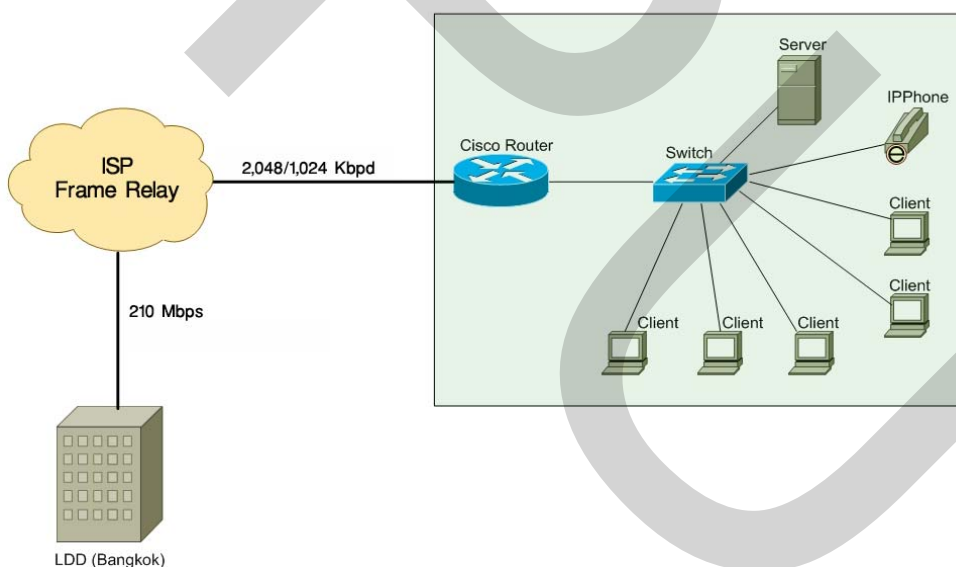 Server
IPPhone
Cisco Router
Switch
ISP
Frame Relay
2,048/1,024 Kbpd
Client
Client
210 Mbps
Client
Client
Client
LDD (Bangkok)